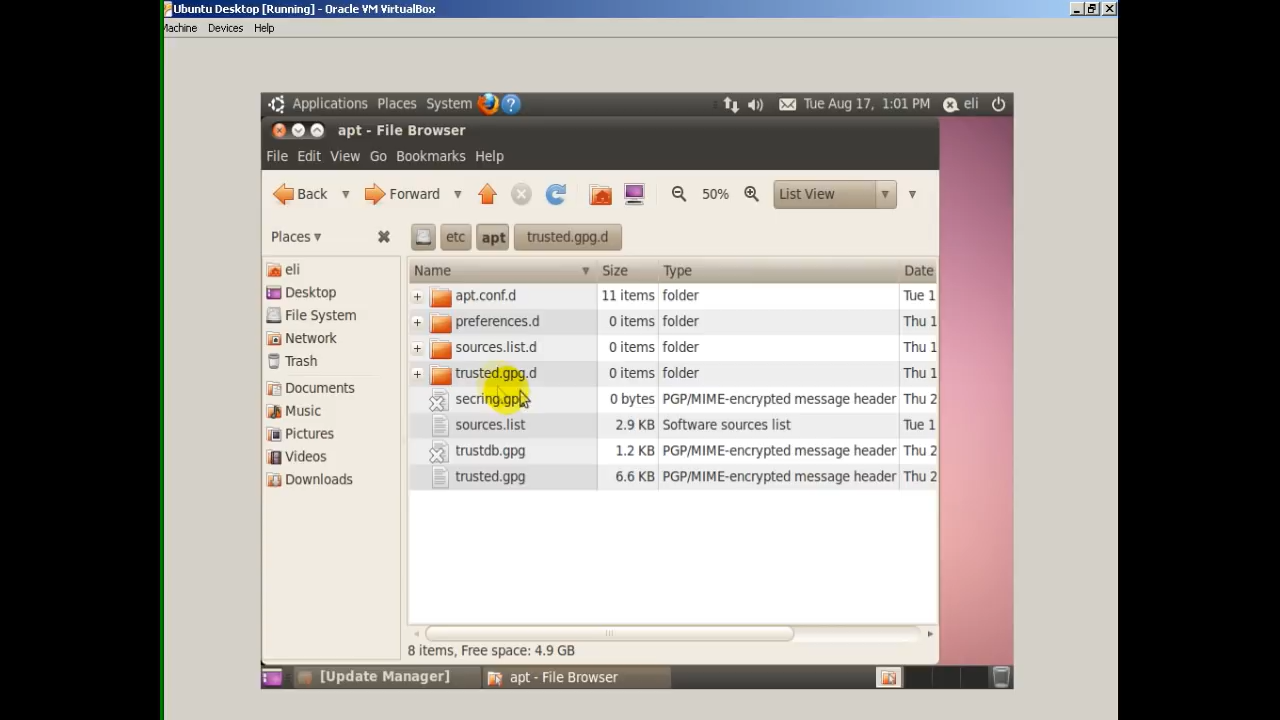 Ubuntu Desktop [Running] - Oracle VM VirtualBox
Machine Devices Help
Applications Places System ? Tue Aug 17, 1:01 PM eli
apt - File Browser
File Edit View Go Bookmarks Help
Back Forward 50% List View
Places etc apt trusted.gpg.d
Name Size Type Date
eli
Desktop
File System
Network
Trash
Documents
Music
Pictures
Videos
Downloads
apt.conf.d 11 items folder Tue 1
preferences.d 0 items folder Thu 1
sources.list.d 0 items folder Thu 1
trusted.gpg.d 0 items folder Thu 1
secring.gpg 0 bytes PGP/MIME-encrypted message header Thu 2
sources.list 2.9 KB Software sources list Tue 1
trustdb.gpg 1.2 KB PGP/MIME-encrypted message header Thu 2
trusted.gpg 6.6 KB PGP/MIME-encrypted message header Thu 2
8 items, Free space: 4.9 GB
[Update Manager] apt - File Browser